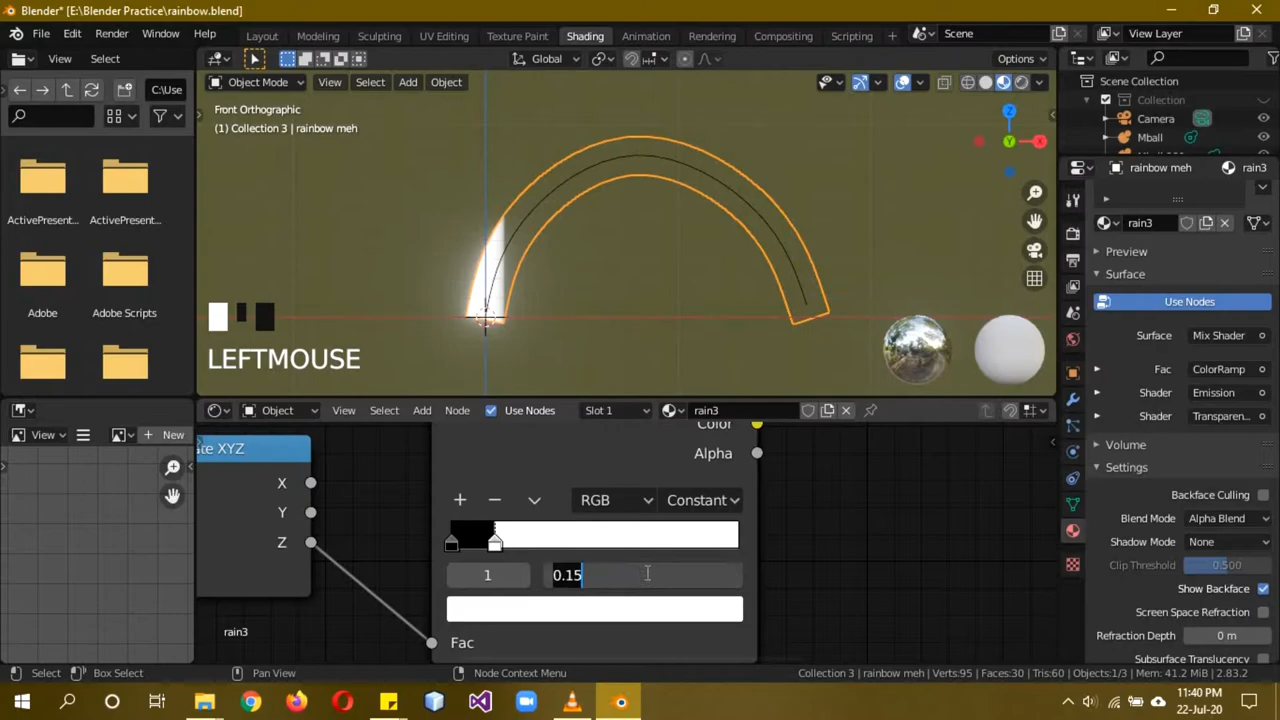 Blender* [E:\Blender Practice\rainbow.blend]
File Edit Render Window Help Layout Modeling Sculpting UV Editing Texture Paint Shading Animation Rendering Compositing Scripting + Scene View Layer
View Select Global Options
Object Mode View Select Add Object
C:\Use
Front Orthographic
(1) Collection 3 | rainbow meh
Z
Y
X
LEFTMOUSE
ActivePresent...
ActivePresent...
Adobe
Adobe Scripts
Scene Collection
Collection
Camera
Mball
rainbow meh rain3
rain3
Preview
Surface
Use Nodes
Surface Mix Shader
Fac ColorRamp
Shader Emission
Shader Transparen...
Volume
Settings
Backface Culling
Blend Mode Alpha Blend
Shadow Mode None
Clip Threshold 0.500
Show Backface
Screen Space Refraction
Refraction Depth 0 m
Subsurface Translucency
Object View Select Add Node Use Nodes Slot 1 rain3
View New
te XYZ
X
Y
Z
Color
Alpha
RGB Constant
1 0.15
Fac
rain3
Select Box Select Pan View Node Context Menu Collection 3 | rainbow meh | Verts:95 | Faces:30 | Tris:60 | Objects:1/3 | Mem: 41.2 MiB | 2.83.2
11:40 PM
22-Jul-20